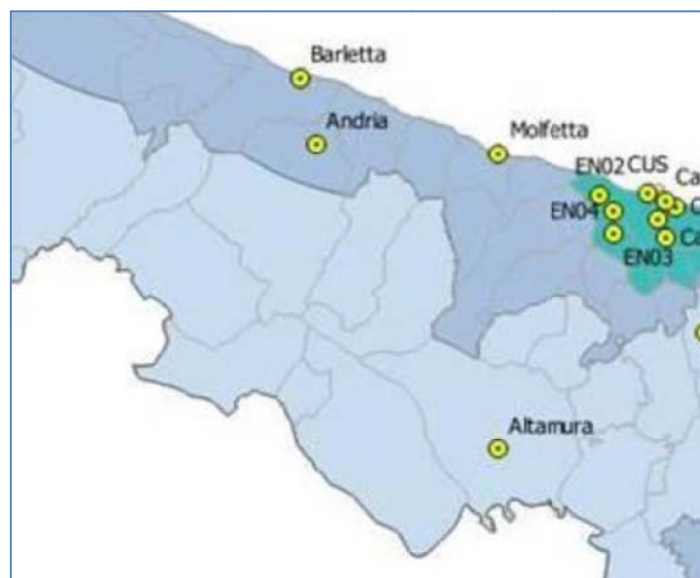 Barletta
Andria
Molfetta
EN02 CUS
EN04
EN03
Altamura